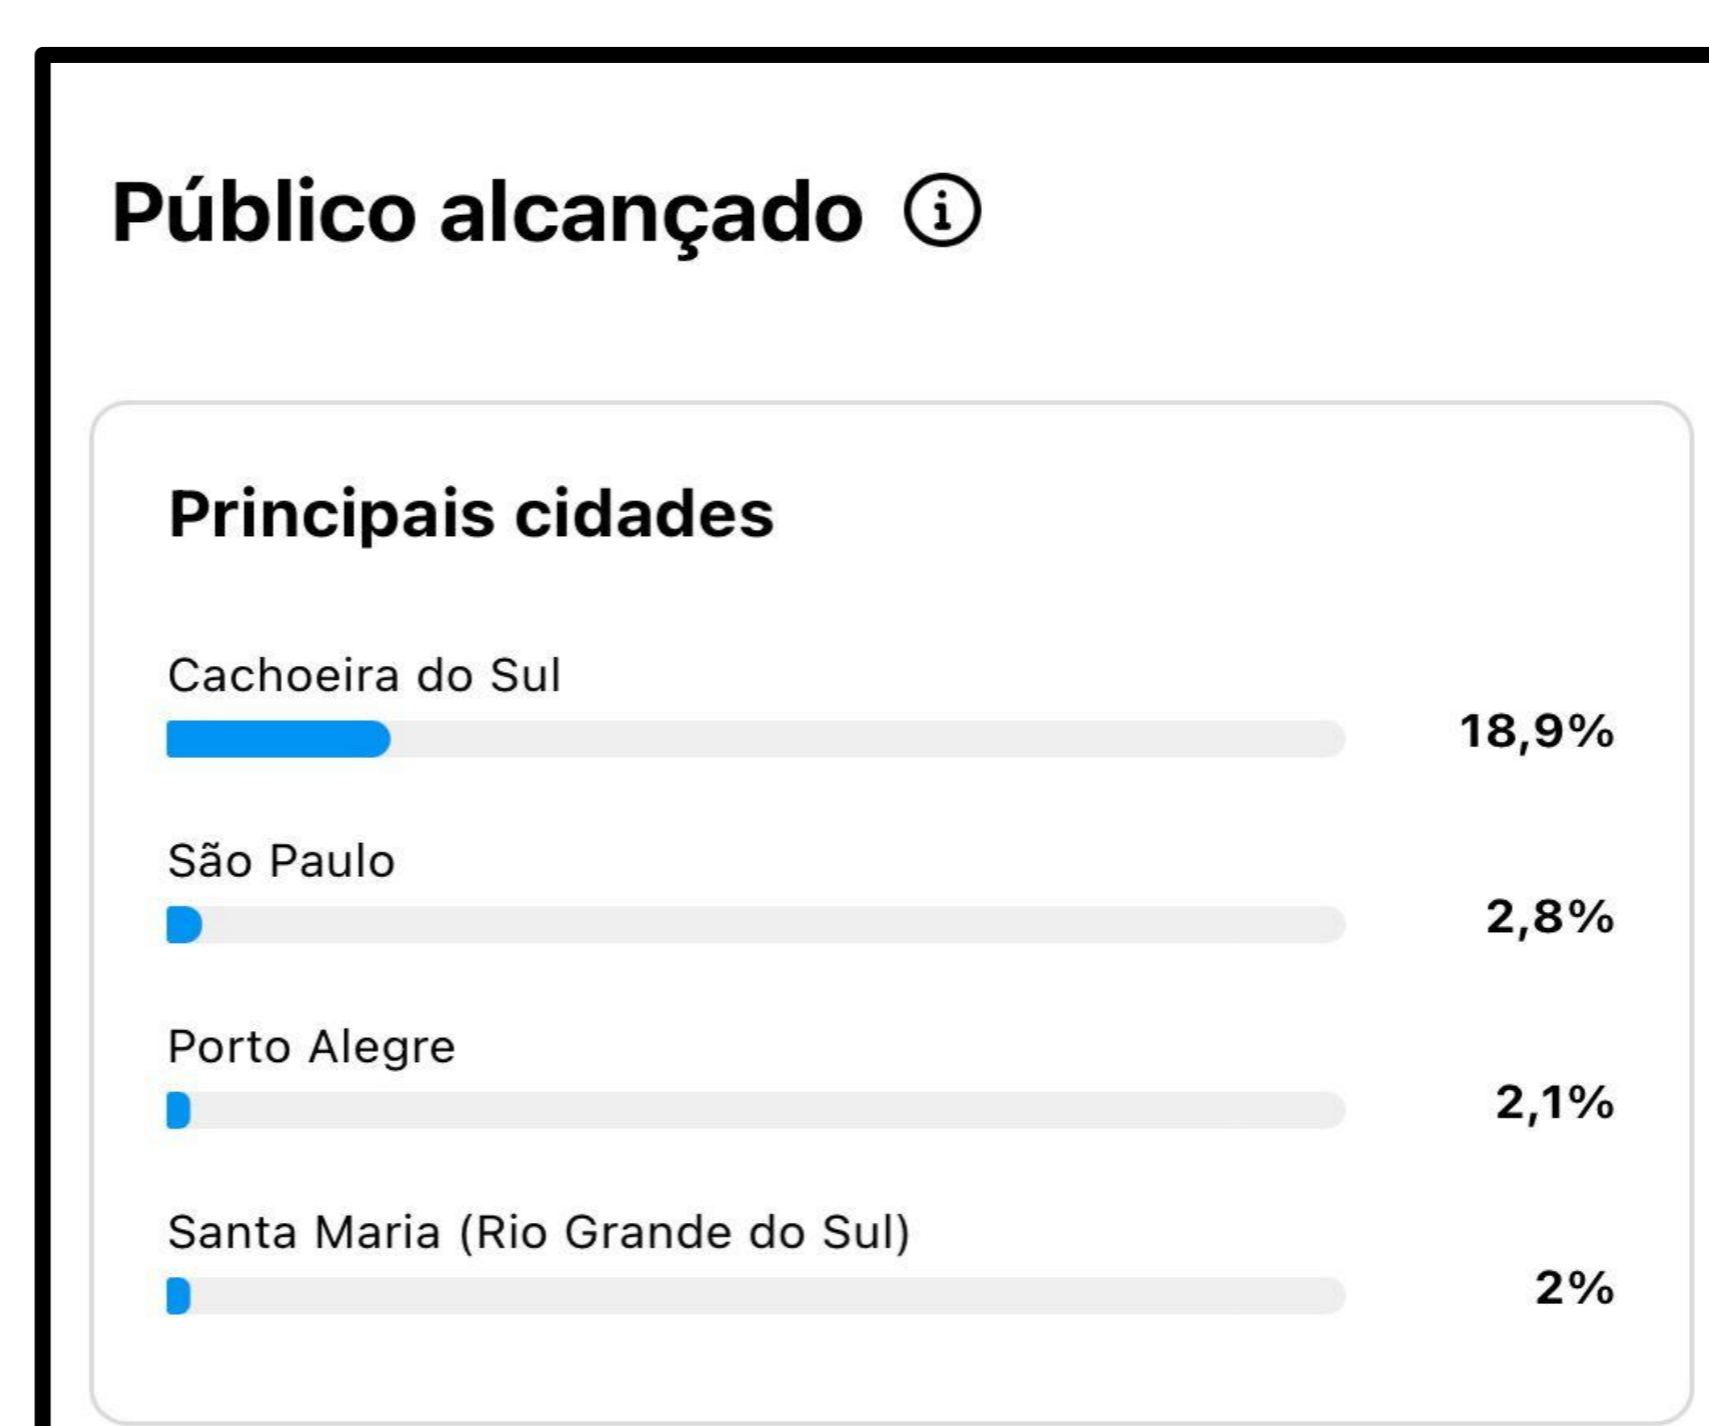 Público alcançado
Principais cidades
Cachoeira do Sul
18,9%
São Paulo
2,8%
Porto Alegre
2,1%
Santa Maria (Rio Grande do Sul)
2%